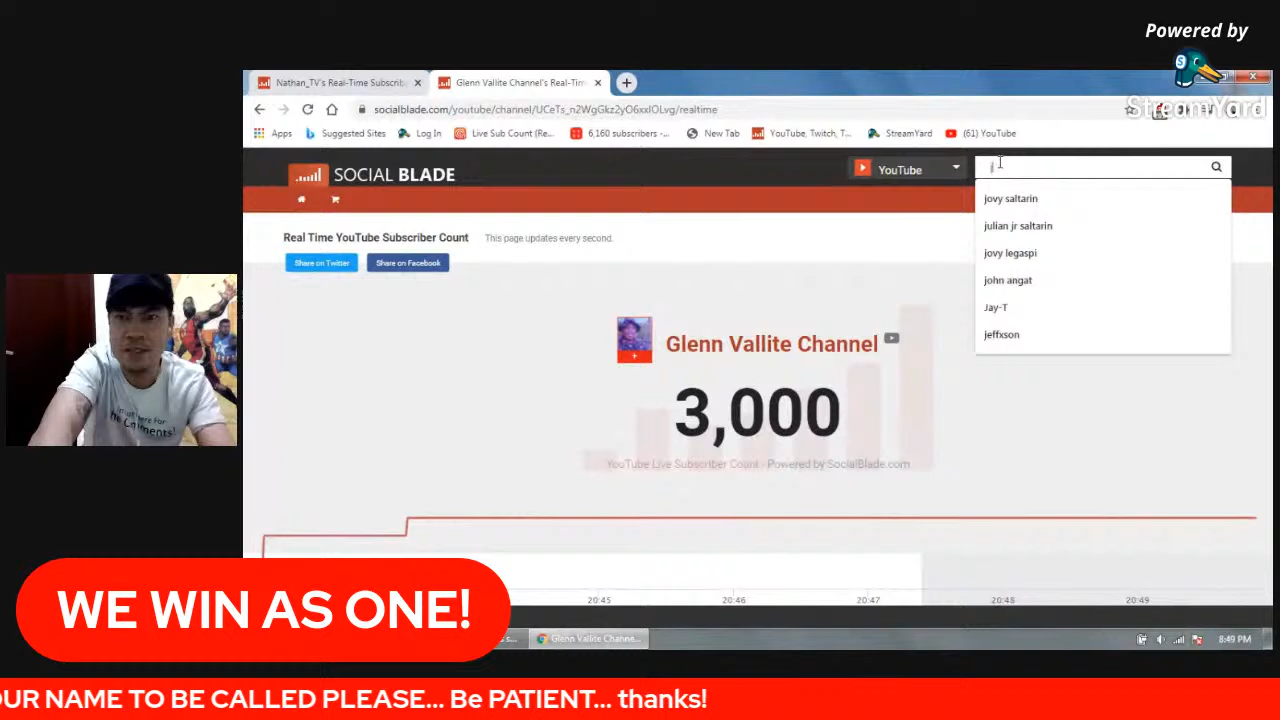 Powered by
StreamYard
Nathan_TV's Real-Time Subscrib
Glenn Vallite Channel's Real-Tim
socialblade.com/youtube/channel/UCeTs_n2WgGkz2yO6xxIOLvg/realtime
Apps
Suggested Sites
Log In
Live Sub Count (Re...
6,160 subscribers -...
New Tab
YouTube, Twitch, T...
StreamYard
(61) YouTube
SOCIAL BLADE
YouTube
j
jovy saltarin
julian jr saltarin
jovy legaspi
john angat
Jay-T
jeffxson
Real Time YouTube Subscriber Count
This page updates every second.
Share on Twitter
Share on Facebook
Glenn Vallite Channel
3,000
YouTube Live Subscriber Count - Powered by SocialBlade.com
20:45
20:46
20:47
20:48
20:49
WE WIN AS ONE!
Glenn Vallite Channe...
8:49 PM
OUR NAME TO BE CALLED PLEASE... Be PATIENT... thanks!